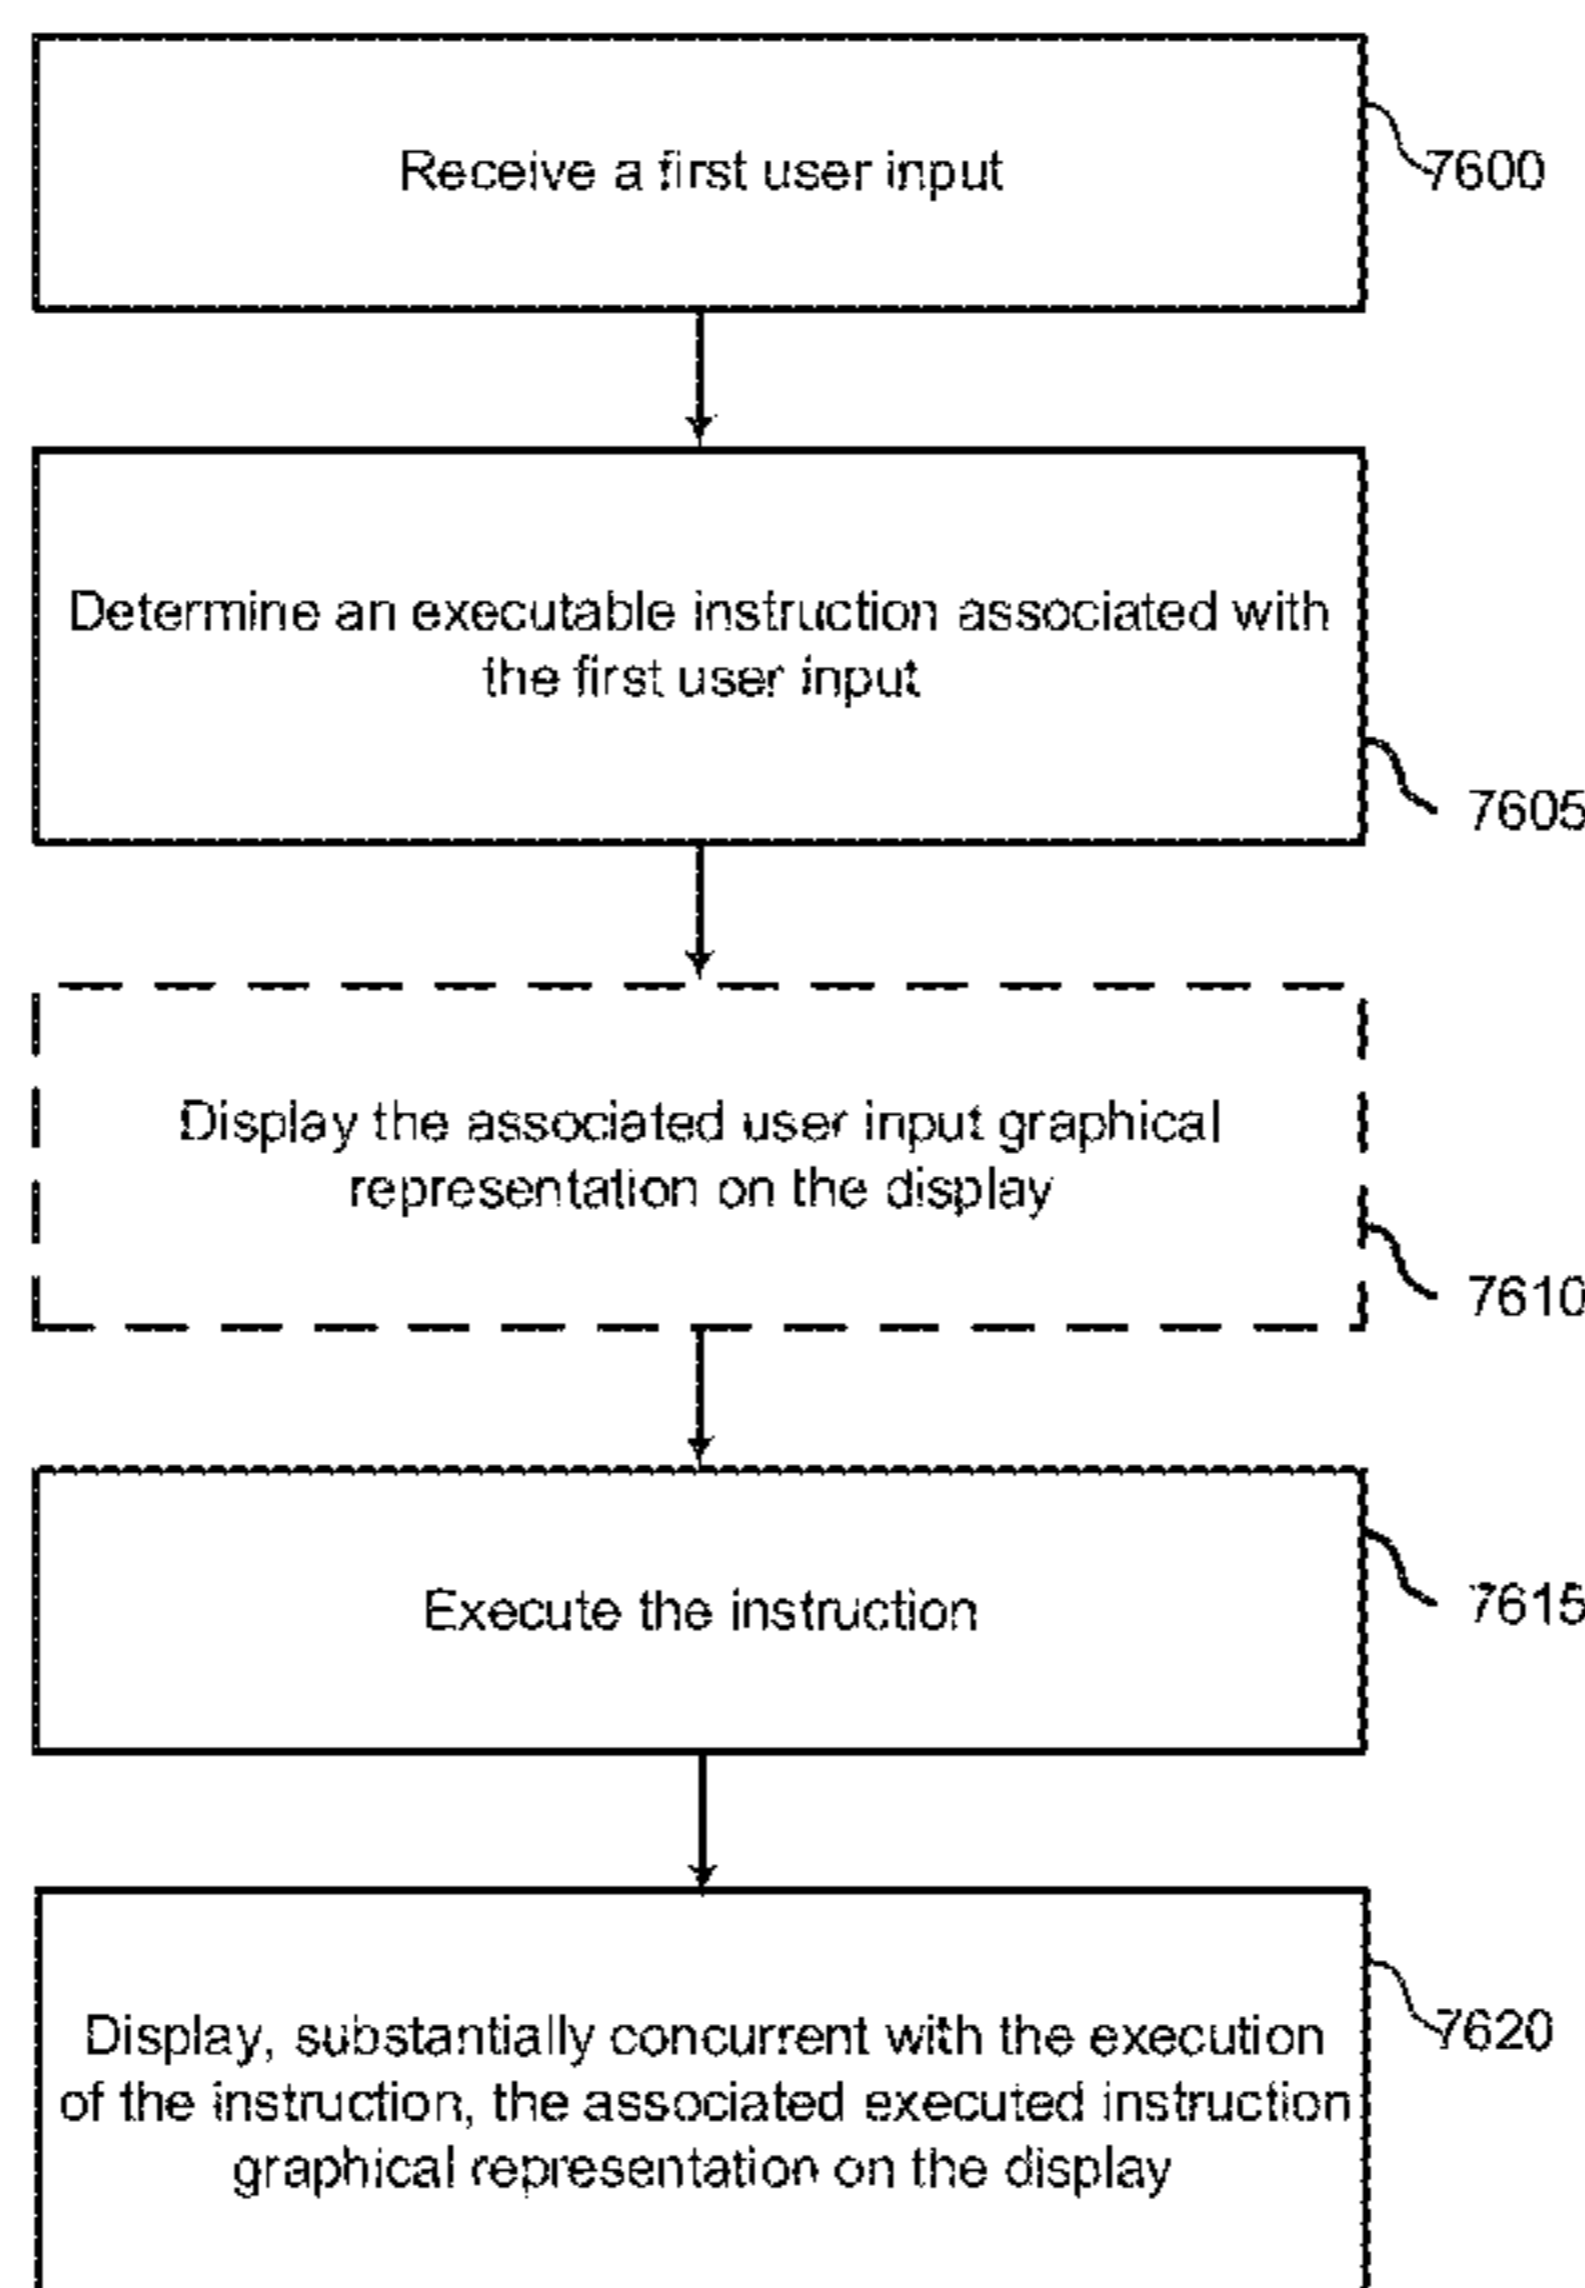 Receive a first user input
7600
Determine an executable instruction associated with
the first user input
7605
Display the associated user input graphical
representation on the display
7610
Execute the instruction
7615
Display, substantially concurrent with the execution
of the instruction, the associated executed instruction
graphical representation on the display
7620